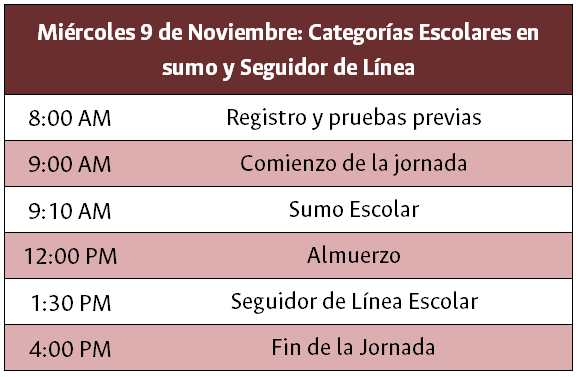 Miércoles 9 de Noviembre: Categorías Escolares en
sumo y Seguidor de Línea
8:00 AM Registro y pruebas previas
9:00 AM Comienzo de la jornada
9:10 AM Sumo Escolar
12:00 PM Almuerzo
1:30 PM Seguidor de Línea Escolar
4:00 PM Fin de la Jornada